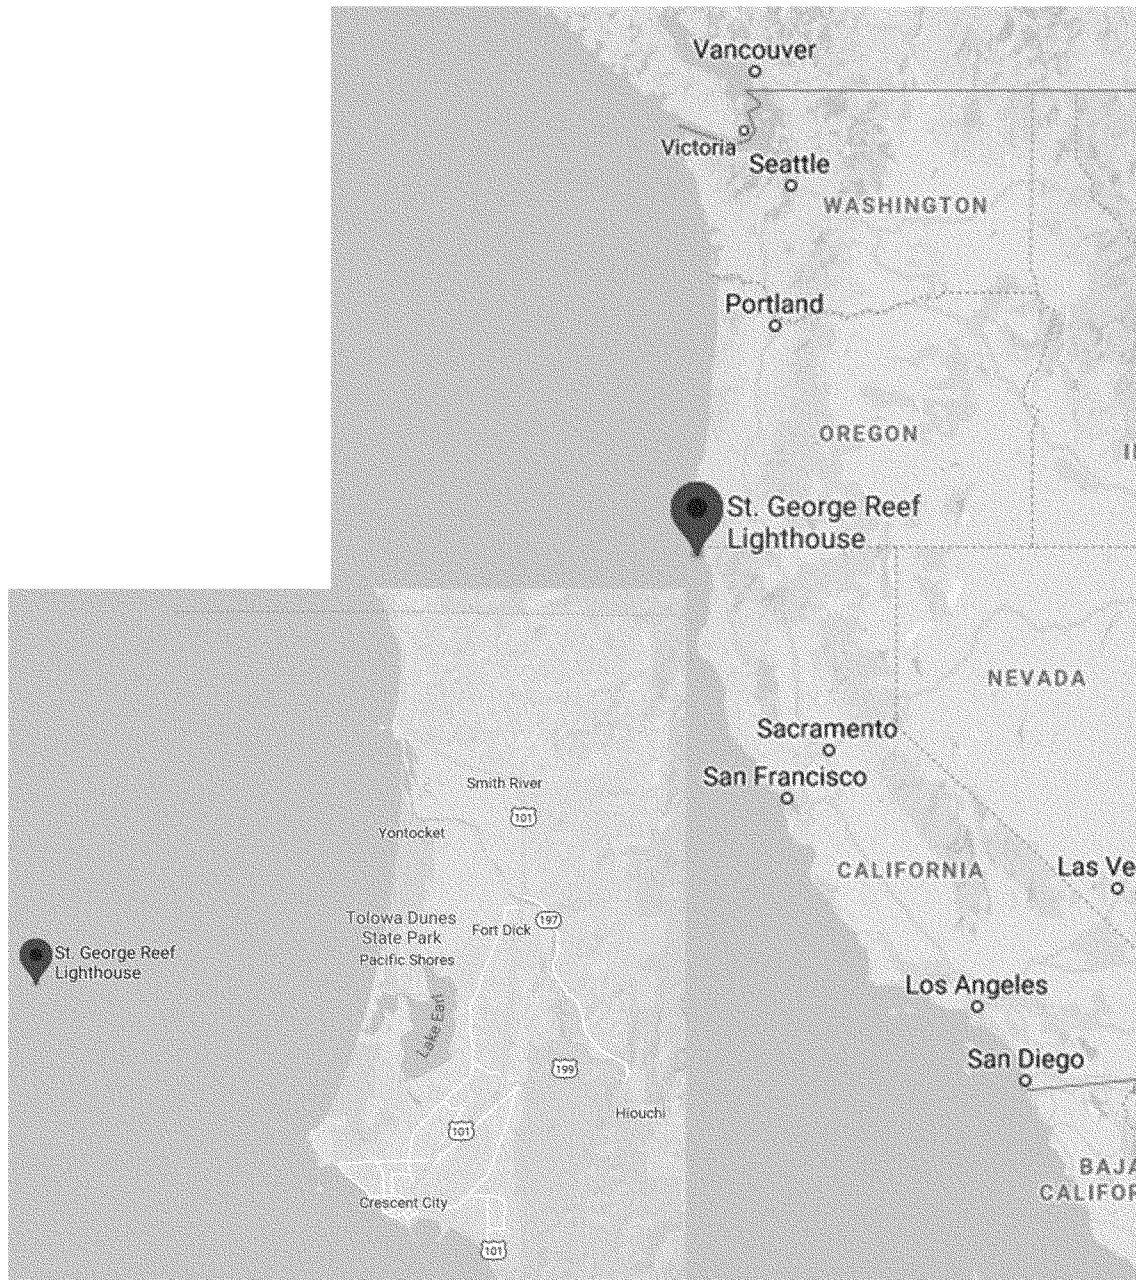 Vancouver
Victoria
Seattle
WASHINGTON
Portland
OREGON
I
St. George Reef
Lighthouse
NEVADA
Sacramento
San Francisco
CALIFORNIA
Las Ve
Los Angeles
San Diego
BAJA
CALIFOR
Smith River
101
Yontocket
Tolowa Dunes
State Park
Fort Dick
197
Pacific Shores
St. George Reef
Lighthouse
Lake Earl
199
Hiouchi
101
Crescent City
101